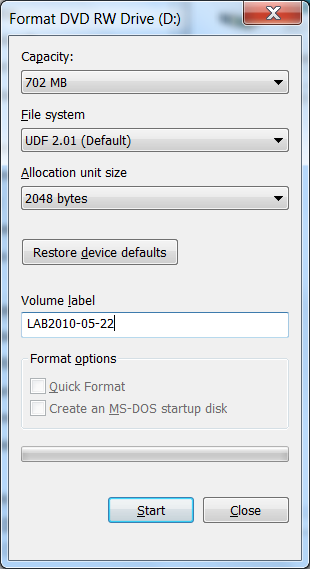 Format DVD RW Drive (D:)
Capacity:
702 MB
File system
UDF 2.01 (Default)
Allocation unit size
2048 bytes
Restore device defaults
Volume label
LAB2010-05-22
Format options
Quick Format
Create an MS-DOS startup disk
Start Close